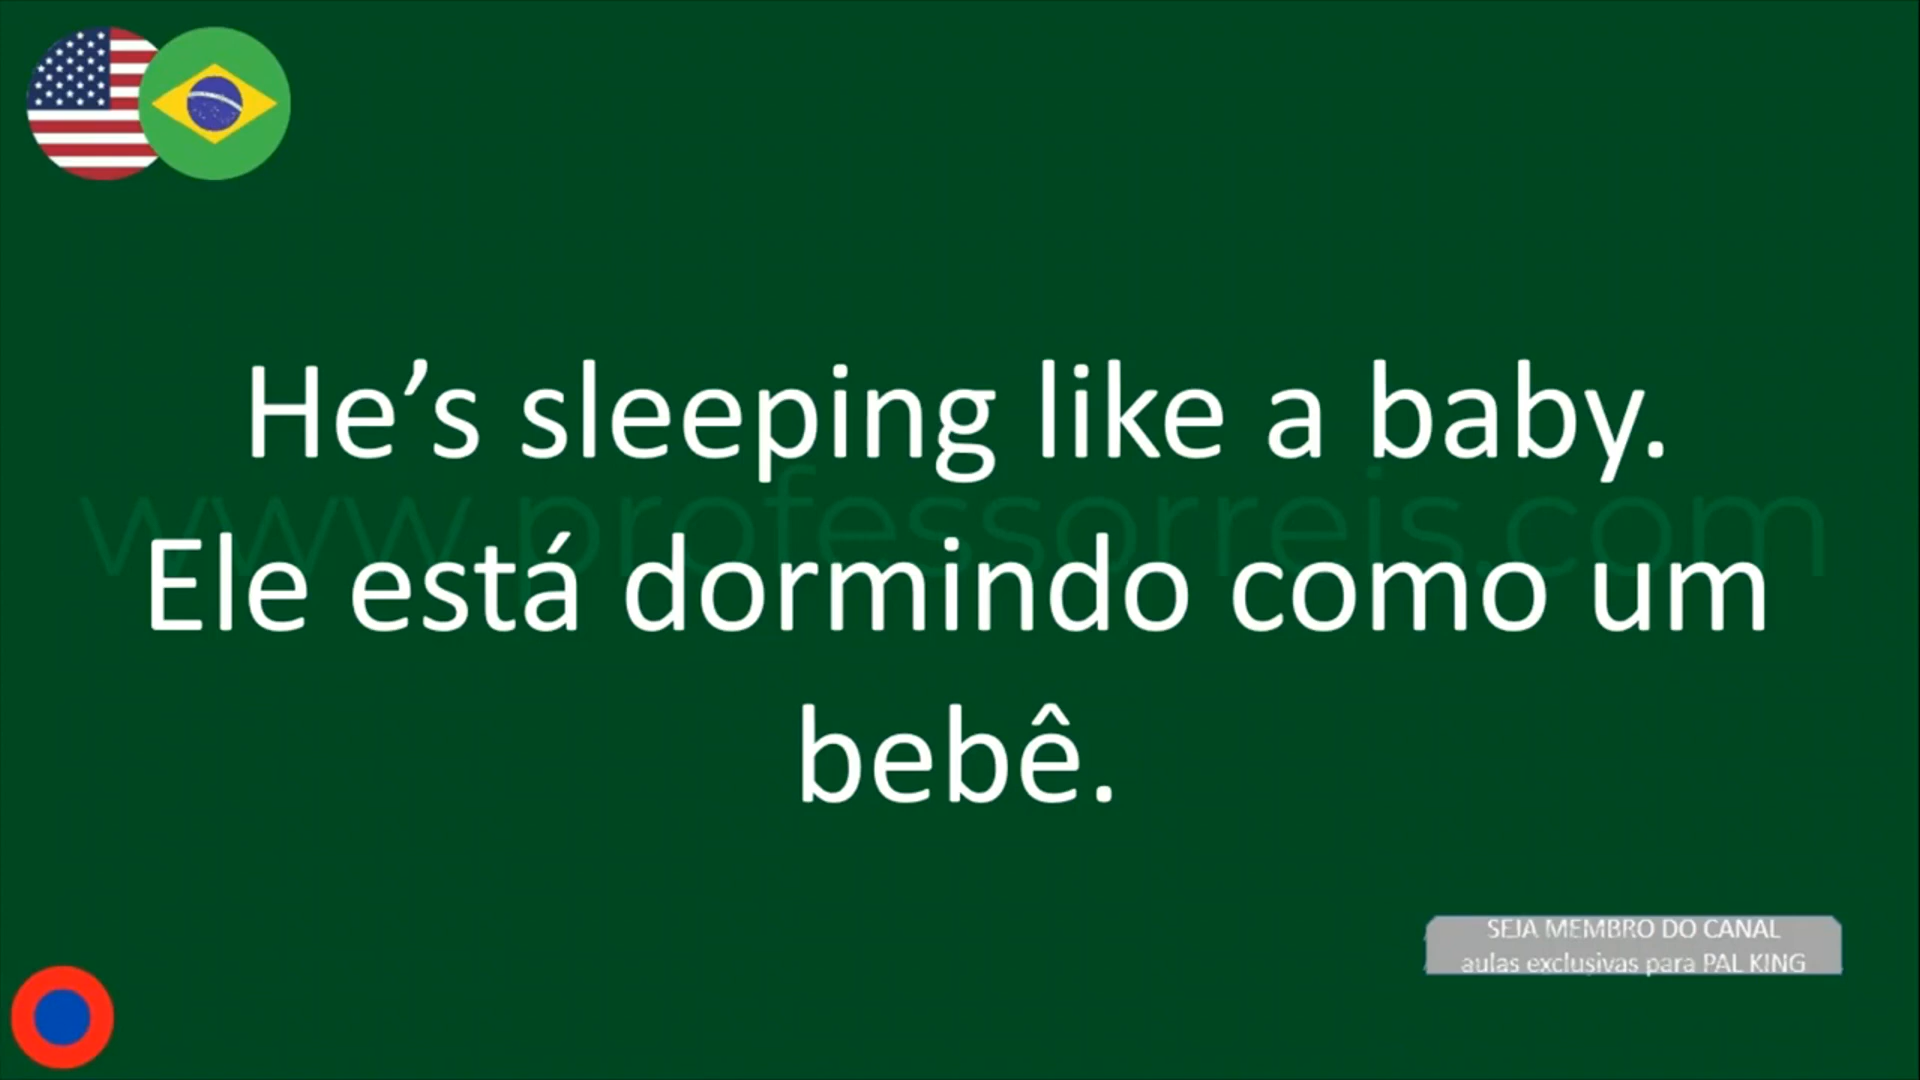 He’s sleeping like a baby.
www.professorreis.com
Ele está dormindo como um
bebê.
SEJA MEMBRO DO CANAL
aulas exclusivas para PAL KING